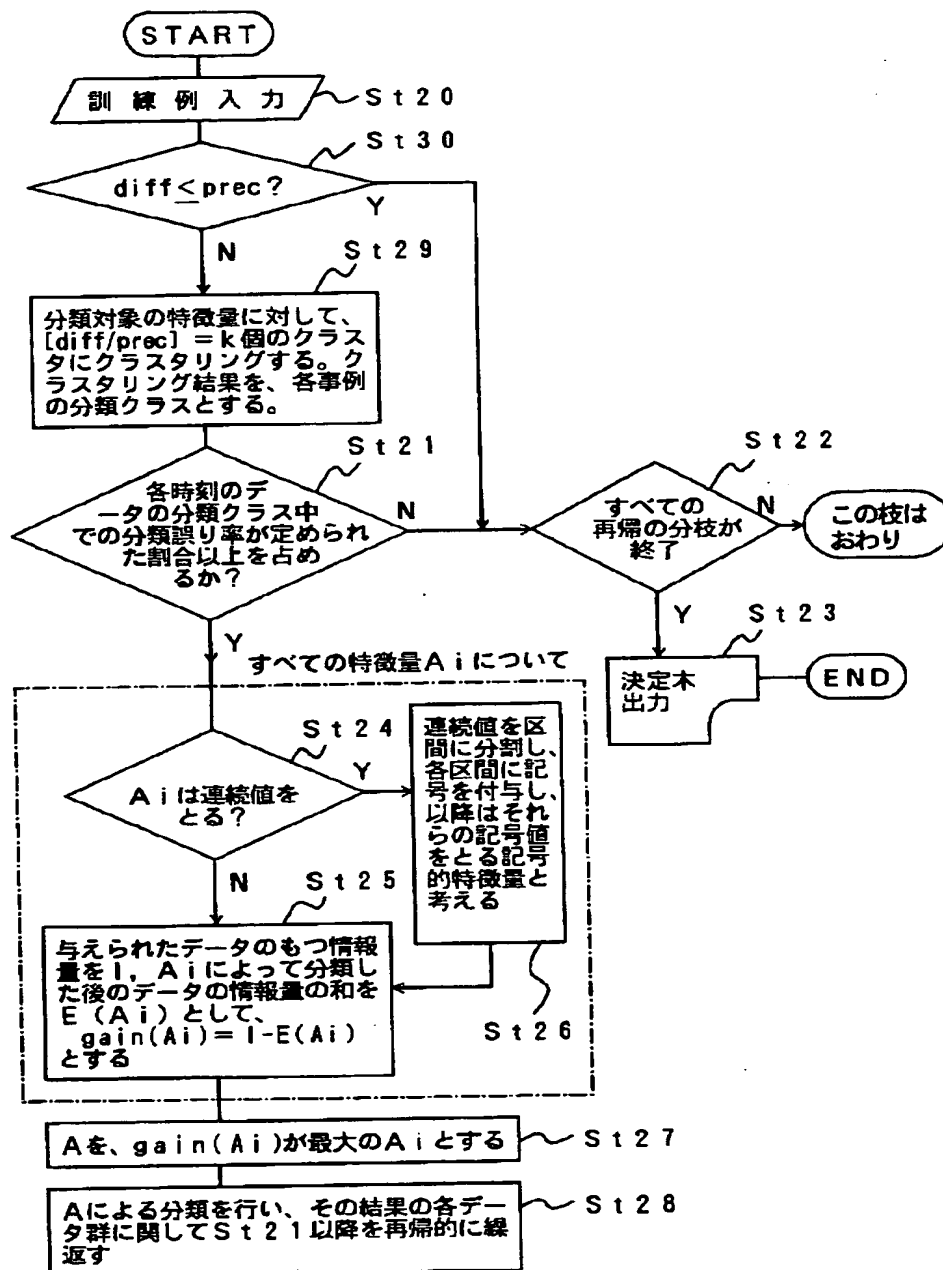 START
訓練例入力
St20
St30
diff≦prec?
Y
N
St29
分類対象の特徴量に対して、
[diff/prec]=k個のクラス
タにクラスタリングする。ク
ラスタリング結果を、各事例
の分類クラスとする。
St21
各時刻のデ
ータの分類クラス中
での分類誤り率が定められ
た割合以上を占め
るか?
N
Y
St22
すべての
再帰の分枝が
終了
N
この枝は
おわり
Y
St23
決定木
出力
END
すべての特徴量Aiについて
St24
Aiは連続値を
とる?
Y
N
連続値を区
間に分割し、
各区間に記
号を付与し、
以降はそれ
らの記号値
をとる記号
的特徴量と
考える
St26
St25
与えられたデータのもつ情報
量をI, Aiによって分類し
た後のデータの情報量の和を
E(Ai)として、
gain(Ai)=I-E(Ai)
とする
Aを、gain(Ai)が最大のAiとする
St27
Aによる分類を行い、その結果の各デー
タ群に関してSt21以降を再帰的に繰
返す
St28